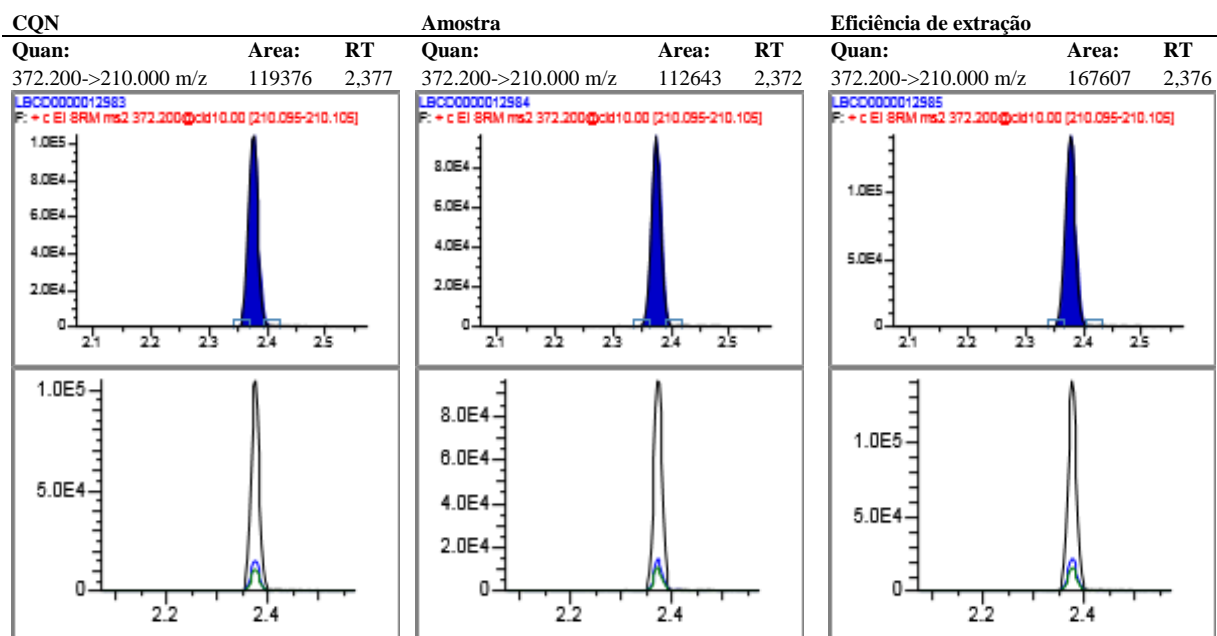 CQN
Quan: Area: RT
372.200->210.000 m/z 119376 2,377
LBCD0000012983
F: + c EI SRM ms2 372.200@cid10.00 [210.095-210.105]
1.0E5
8.0E4
6.0E4
4.0E4
2.0E4
0
2.1 2.2 2.3 2.4 2.5
1.0E5
5.0E4
0
2.2 2.4
Amostra
Quan: Area: RT
372.200->210.000 m/z 112643 2,372
LBCD0000012984
F: + c EI SRM ms2 372.200@cid10.00 [210.095-210.105]
8.0E4
6.0E4
4.0E4
2.0E4
0
2.1 2.2 2.3 2.4 2.5
8.0E4
6.0E4
4.0E4
2.0E4
0
2.2 2.4
Eficiência de extração
Quan: Area: RT
372.200->210.000 m/z 167607 2,376
LBCD0000012985
F: + c EI SRM ms2 372.200@cid10.00 [210.095-210.105]
1.0E5
5.0E4
0
2.1 2.2 2.3 2.4 2.5
1.0E5
5.0E4
0
2.2 2.4